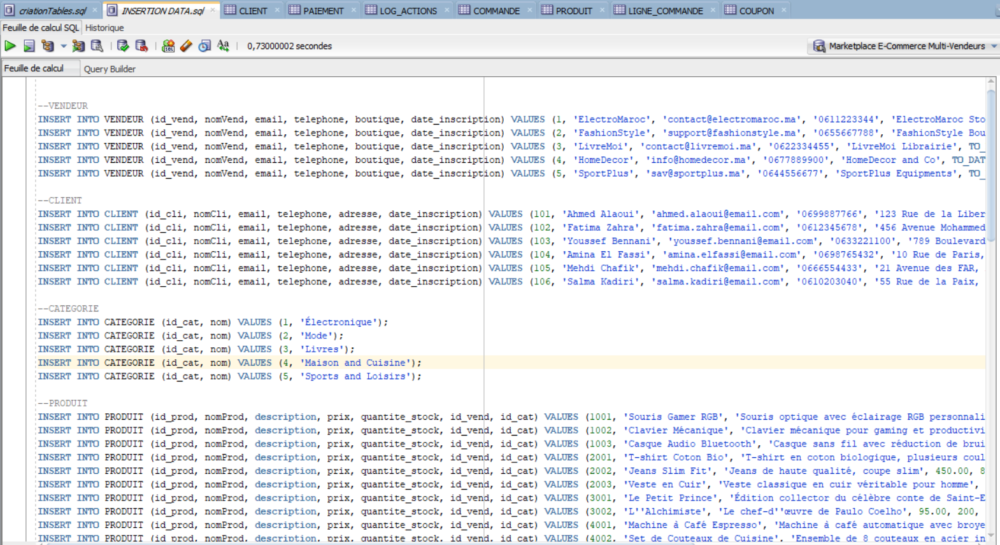 criationTables.sql INSERTION DATA.sql CLIENT PAIEMENT LOG_ACTIONS COMMANDE PRODUIT LIGNE_COMMANDE COUPON
Feuille de calcul SQL Historique
0,73000002 secondes Marketplace E-Commerce Multi-Vendeurs
Feuille de calcul Query Builder
--VENDEUR
INSERT INTO VENDEUR (id_vend, nomVend, email, telephone, boutique, date_inscription) VALUES (1, 'ElectroMaroc', 'contact@electromaroc.ma', '0611223344', 'ElectroMaroc Sto
INSERT INTO VENDEUR (id_vend, nomVend, email, telephone, boutique, date_inscription) VALUES (2, 'FashionStyle', 'support@fashionstyle.ma', '0655667788', 'FashionStyle Bou
INSERT INTO VENDEUR (id_vend, nomVend, email, telephone, boutique, date_inscription) VALUES (3, 'LivreMoi', 'contact@livremoi.ma', '0622334455', 'LivreMoi Librairie', TO_
INSERT INTO VENDEUR (id_vend, nomVend, email, telephone, boutique, date_inscription) VALUES (4, 'HomeDecor', 'info@homedecor.ma', '0677889900', 'HomeDecor and Co', TO_DAT
INSERT INTO VENDEUR (id_vend, nomVend, email, telephone, boutique, date_inscription) VALUES (5, 'SportPlus', 'sav@sportplus.ma', '0644556677', 'SportPlus Equipments', TO_
--CLIENT
INSERT INTO CLIENT (id_cli, nomCli, email, telephone, adresse, date_inscription) VALUES (101, 'Ahmed Alaoui', 'ahmed.alaoui@email.com', '0699887766', '123 Rue de la Liber
INSERT INTO CLIENT (id_cli, nomCli, email, telephone, adresse, date_inscription) VALUES (102, 'Fatima Zahra', 'fatima.zahra@email.com', '0612345678', '456 Avenue Mohammed
INSERT INTO CLIENT (id_cli, nomCli, email, telephone, adresse, date_inscription) VALUES (103, 'Youssef Bennani', 'youssef.bennani@email.com', '0633221100', '789 Boulevard
INSERT INTO CLIENT (id_cli, nomCli, email, telephone, adresse, date_inscription) VALUES (104, 'Amina El Fassi', 'amina.elfassi@email.com', '0698765432', '10 Rue de Paris,
INSERT INTO CLIENT (id_cli, nomCli, email, telephone, adresse, date_inscription) VALUES (105, 'Mehdi Chafik', 'mehdi.chafik@email.com', '0666554433', '21 Avenue des FAR,
INSERT INTO CLIENT (id_cli, nomCli, email, telephone, adresse, date_inscription) VALUES (106, 'Salma Kadiri', 'salma.kadiri@email.com', '0610203040', '55 Rue de la Paix,
--CATEGORIE
INSERT INTO CATEGORIE (id_cat, nom) VALUES (1, 'Électronique');
INSERT INTO CATEGORIE (id_cat, nom) VALUES (2, 'Mode');
INSERT INTO CATEGORIE (id_cat, nom) VALUES (3, 'Livres');
INSERT INTO CATEGORIE (id_cat, nom) VALUES (4, 'Maison and Cuisine');
INSERT INTO CATEGORIE (id_cat, nom) VALUES (5, 'Sports and Loisirs');
--PRODUIT
INSERT INTO PRODUIT (id_prod, nomProd, description, prix, quantite_stock, id_vend, id_cat) VALUES (1001, 'Souris Gamer RGB', 'Souris optique avec éclairage RGB personnali
INSERT INTO PRODUIT (id_prod, nomProd, description, prix, quantite_stock, id_vend, id_cat) VALUES (1002, 'Clavier Mécanique', 'Clavier mécanique pour gaming et productivi
INSERT INTO PRODUIT (id_prod, nomProd, description, prix, quantite_stock, id_vend, id_cat) VALUES (1003, 'Casque Audio Bluetooth', 'Casque sans fil avec réduction de brui
INSERT INTO PRODUIT (id_prod, nomProd, description, prix, quantite_stock, id_vend, id_cat) VALUES (2001, 'T-shirt Coton Bio', 'T-shirt en coton biologique, plusieurs coul
INSERT INTO PRODUIT (id_prod, nomProd, description, prix, quantite_stock, id_vend, id_cat) VALUES (2002, 'Jeans Slim Fit', 'Jeans de haute qualité, coupe slim', 450.00, 8
INSERT INTO PRODUIT (id_prod, nomProd, description, prix, quantite_stock, id_vend, id_cat) VALUES (2003, 'Veste en Cuir', 'Veste classique en cuir véritable pour homme',
INSERT INTO PRODUIT (id_prod, nomProd, description, prix, quantite_stock, id_vend, id_cat) VALUES (3001, 'Le Petit Prince', 'Édition collector du célèbre conte de Saint-E
INSERT INTO PRODUIT (id_prod, nomProd, description, prix, quantite_stock, id_vend, id_cat) VALUES (3002, 'L''Alchimiste', 'Le chef-d''œuvre de Paulo Coelho', 95.00, 200,
INSERT INTO PRODUIT (id_prod, nomProd, description, prix, quantite_stock, id_vend, id_cat) VALUES (4001, 'Machine à Café Espresso', 'Machine à café automatique avec broye
INSERT INTO PRODUIT (id_prod, nomProd, description, prix, quantite_stock, id_vend, id_cat) VALUES (4002, 'Set de Couteaux de Cuisine', 'Ensemble de 8 couteaux en acier in